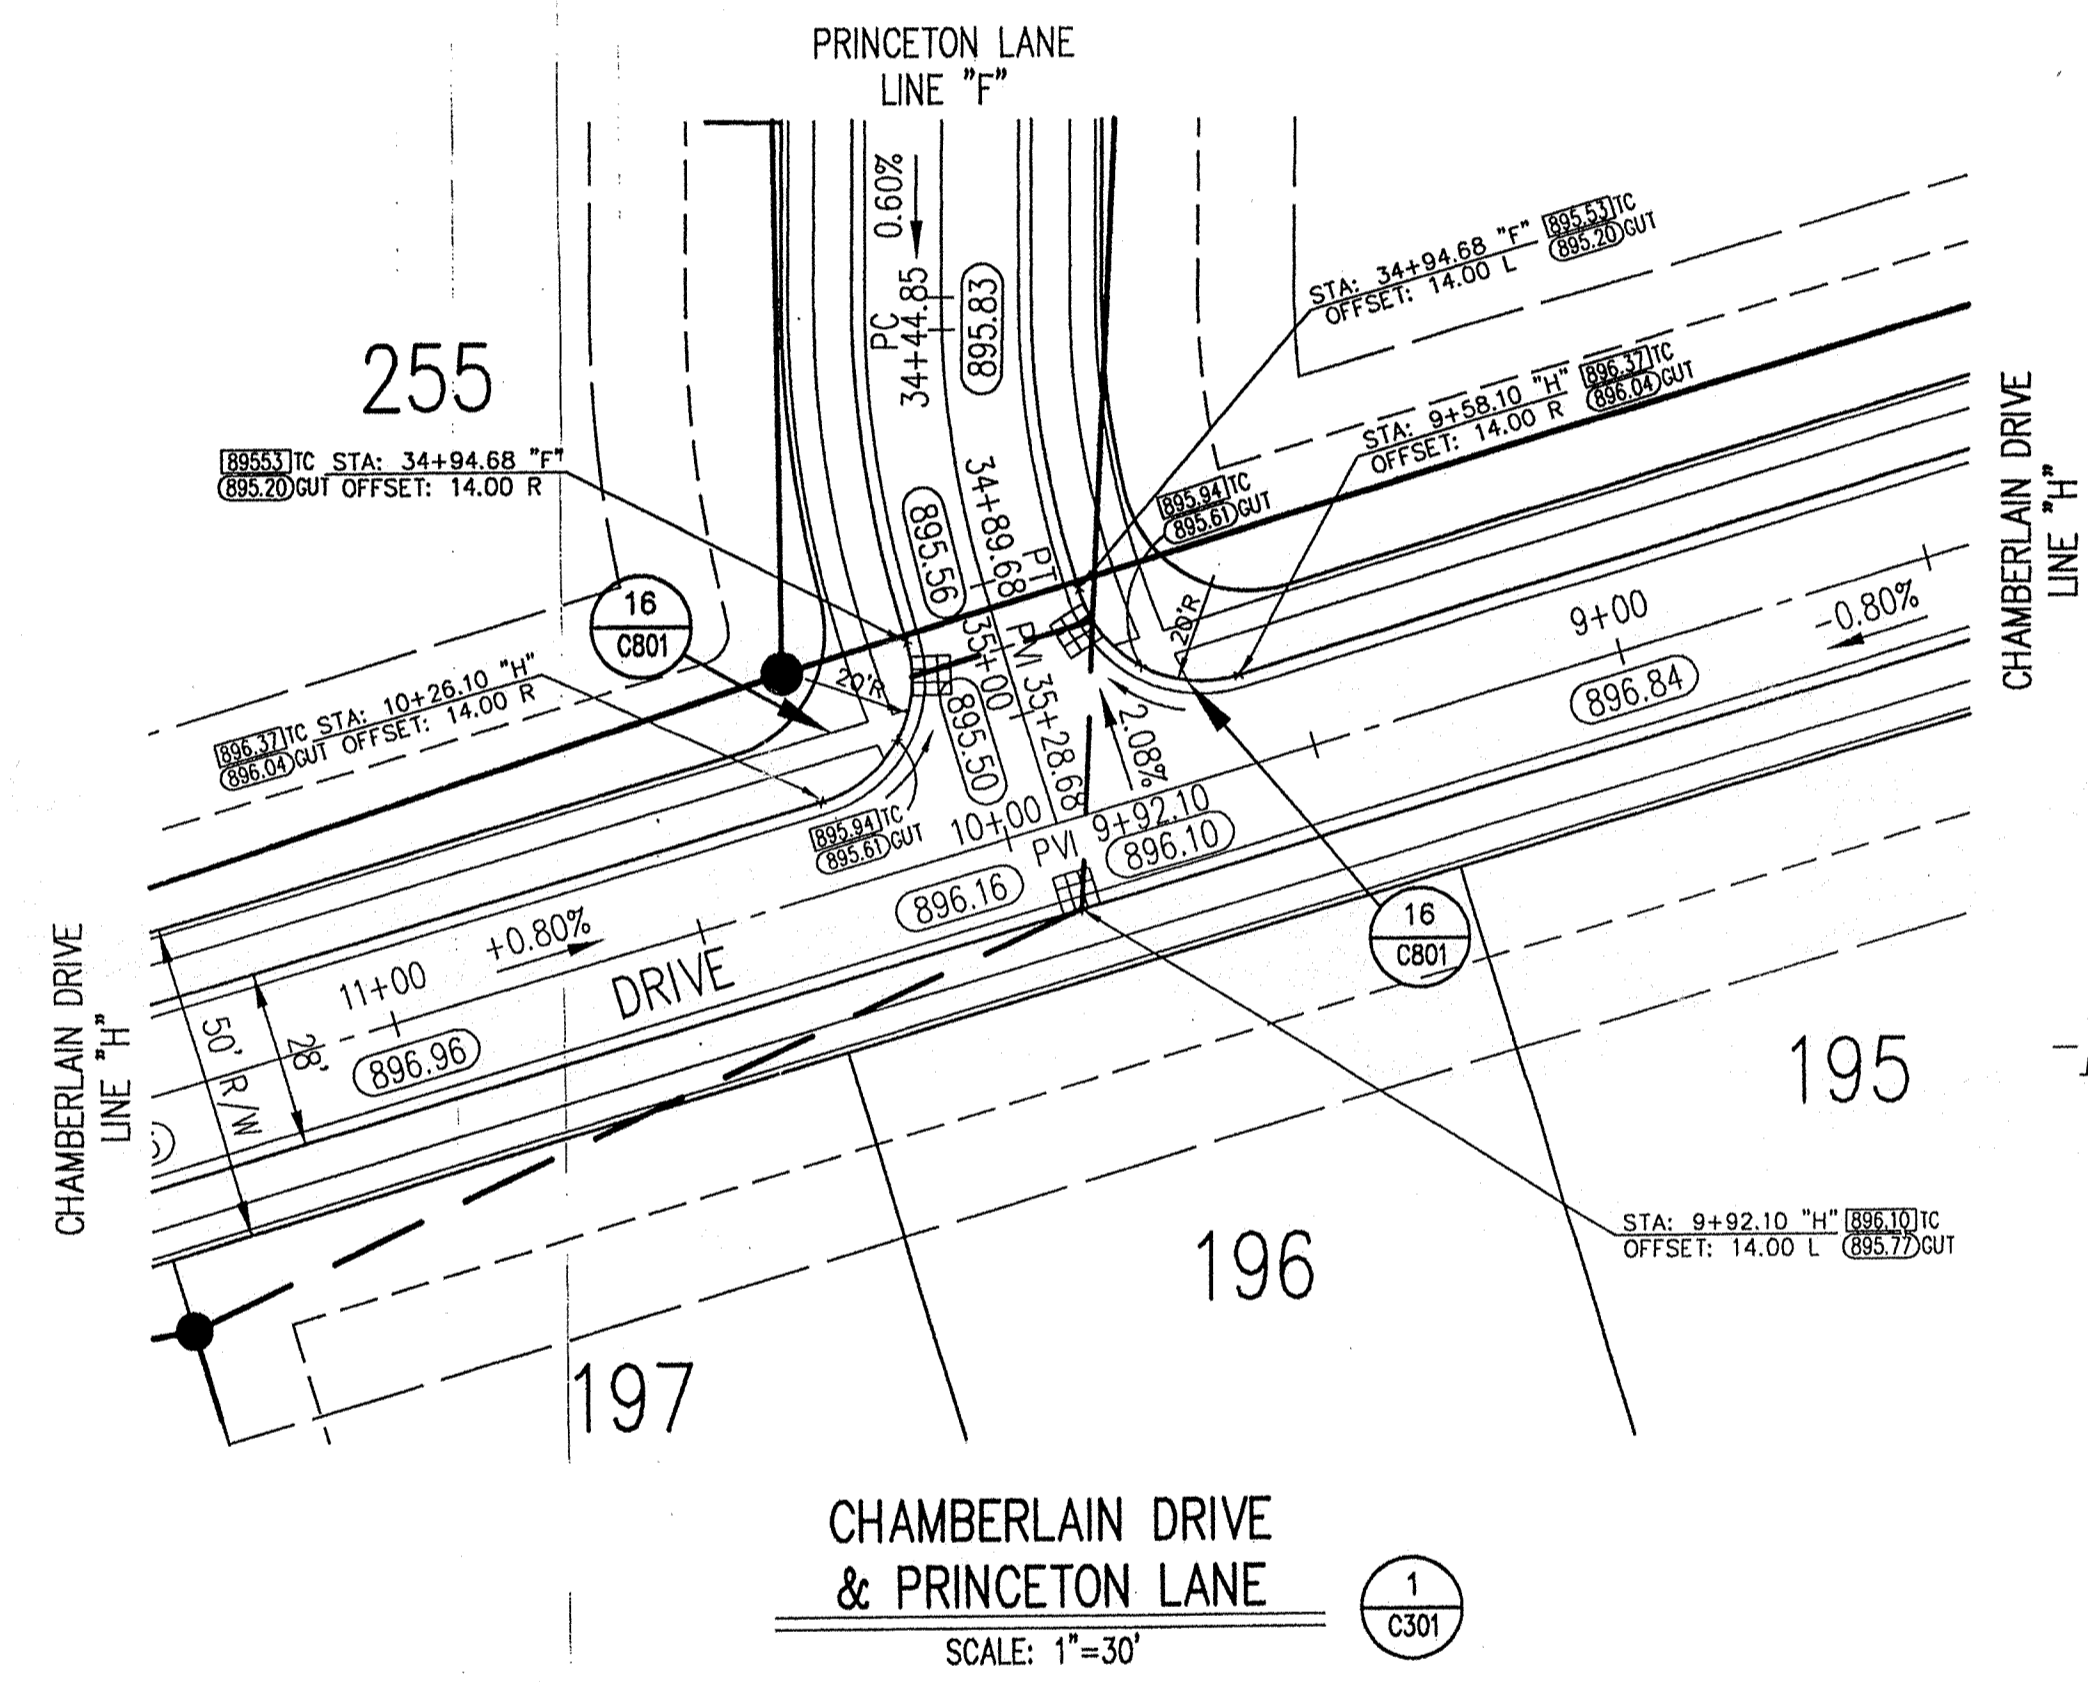 PRINCETON LANE
LINE "F"
0.60%
PC
34+44.85
895.83
STA: 34+94.68 "F" 895.53 TC
OFFSET: 14.00 L 895.20 GUT
255
STA: 9+58.10 "H" 896.37 TC
OFFSET: 14.00 R 896.04 GUT
CHAMBERLAIN DRIVE
LINE "H"
89553 TC STA: 34+94.68 "F"
895.20 GUT OFFSET: 14.00 R
895.94 TC
895.61 GUT
34+89.68
PT
895.56
16
C801
20'R
20'R
9+00
896.84
-0.80%
35+00
PVI 35+28.68
895.50
2.08%
896.37 TC STA: 10+26.10 "H"
896.04 GUT OFFSET: 14.00 R
895.94 TC
895.61 GUT
10+00
PVI 9+92.10
896.10
896.16
16
C801
+0.80%
DRIVE
11+00
896.96
CHAMBERLAIN DRIVE
LINE "H"
50' R/W
28'
195
STA: 9+92.10 "H" 896.10 TC
OFFSET: 14.00 L 895.77 GUT
196
197
CHAMBERLAIN DRIVE
& PRINCETON LANE
1
C301
SCALE: 1"=30'